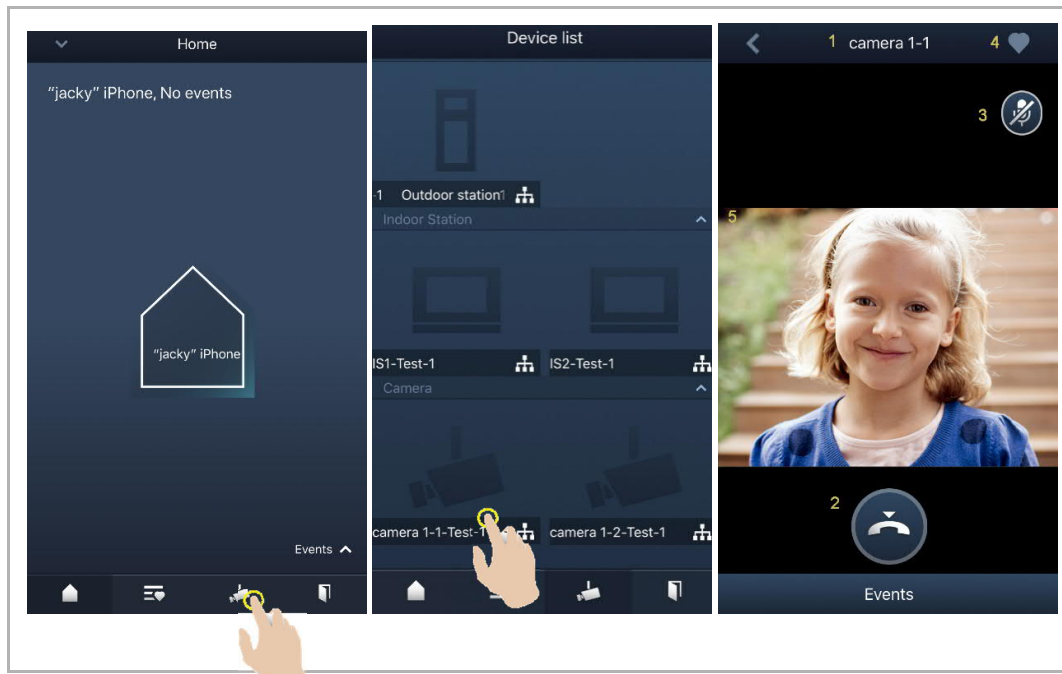 Home
"jacky" iPhone, No events
"jacky" iPhone
Events
Device list
-1 Outdoor station1
Indoor Station
IS1-Test-1
IS2-Test-1
Camera
camera 1-1-Test-1
camera 1-2-Test-1
1 camera 1-1 4
3
5
2
Events